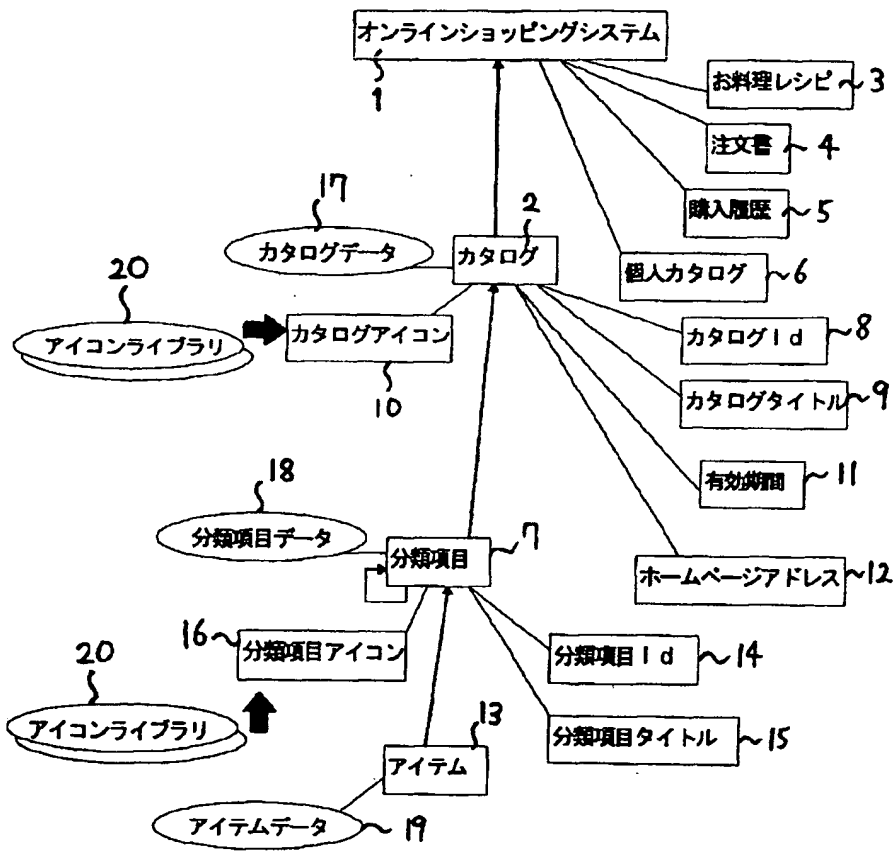 オンラインショッピングシステム
1
お料理レシピ ~3
注文書 ~4
購入履歴 ~5
個人カタログ ~6
17
カタログデータ
2
カタログ
20
アイコンライブラリ
カタログアイコン
10
カタログId ~8
カタログタイトル ~9
有効期間 ~11
ホームページアドレス ~12
18
分類項目データ
7
分類項目
16~ 分類項目アイコン
分類項目Id ~14
分類項目タイトル ~15
20
アイコンライブラリ
13
アイテム
アイテムデータ ~19